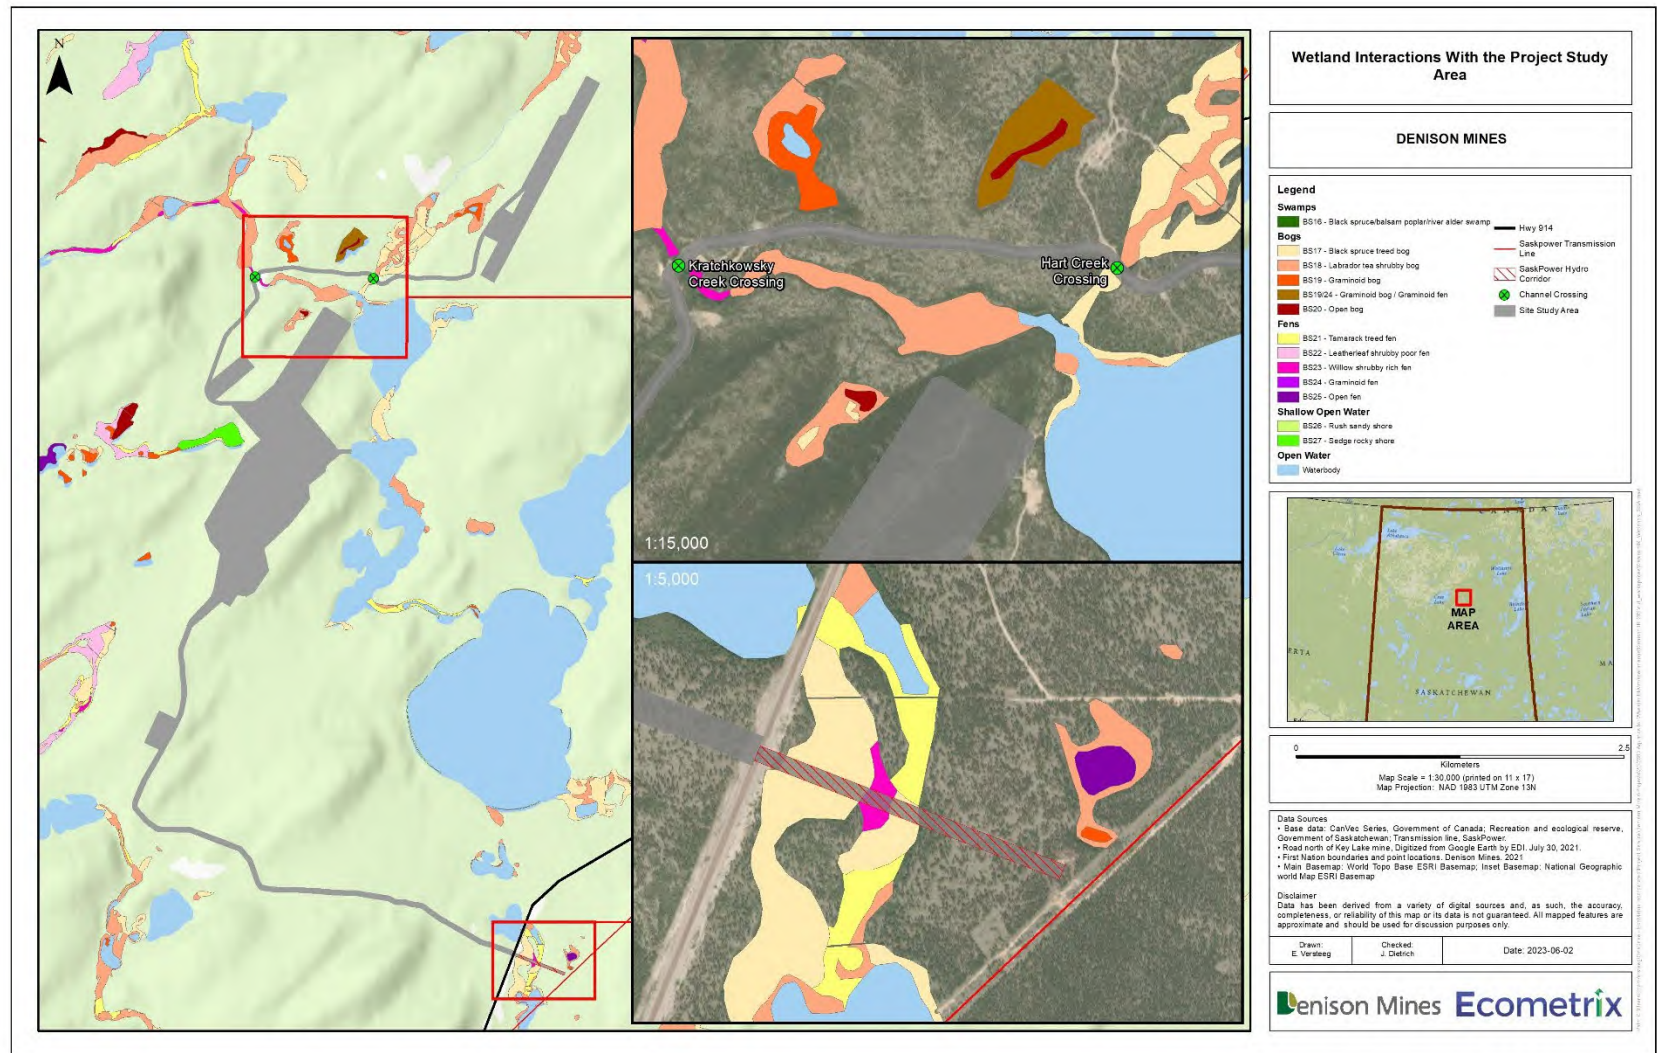 N
Kratchkowsky
Creek Crossing
Hart Creek
Crossing
1:15,000
1:5,000
Wetland Interactions With the Project Study
Area
DENISON MINES
Legend
Swamps
BS16 - Black spruce/balsam poplar/river alder swamp
Bogs
BS17 - Black spruce treed bog
BS18 - Labrador tea shrubby bog
BS19 - Graminoid bog
BS19/24 - Graminoid bog / Graminoid fen
BS20 - Open bog
Fens
BS21 - Tamarack treed fen
BS22 - Leatherleaf shrubby poor fen
BS23 - Willow shrubby rich fen
BS24 - Graminoid fen
BS25 - Open fen
Shallow Open Water
BS26 - Rush sandy shore
BS27 - Sedge rocky shore
Open Water
Waterbody
Hwy 914
Saskpower Transmission
Line
SaskPower Hydro
Corridor
Channel Crossing
Site Study Area
CANADA
MAP
AREA
ERTA
MA
SASKATCHEWAN
0 2.5
Kilometers
Map Scale = 1:30,000 (printed on 11 x 17)
Map Projection: NAD 1983 UTM Zone 13N
Data Sources
• Base data: CanVec Series, Government of Canada; Recreation and ecological reserve,
Government of Saskatchewan; Transmission line, SaskPower.
• Road north of Key Lake mine, Digitized from Google Earth by EDI. July 30, 2021.
• First Nation boundaries and point locations. Denison Mines. 2021
• Main Basemap: World Topo Base ESRI Basemap; Inset Basemap: National Geographic
world Map ESRI Basemap
Disclaimer
Data has been derived from a variety of digital sources and, as such, the accuracy,
completeness, or reliability of this map or its data is not guaranteed. All mapped features are
approximate and should be used for discussion purposes only.
Drawn:
E. Versteeg
Checked:
J. Dietrich
Date: 2023-06-02
Denison Mines
Ecometrix